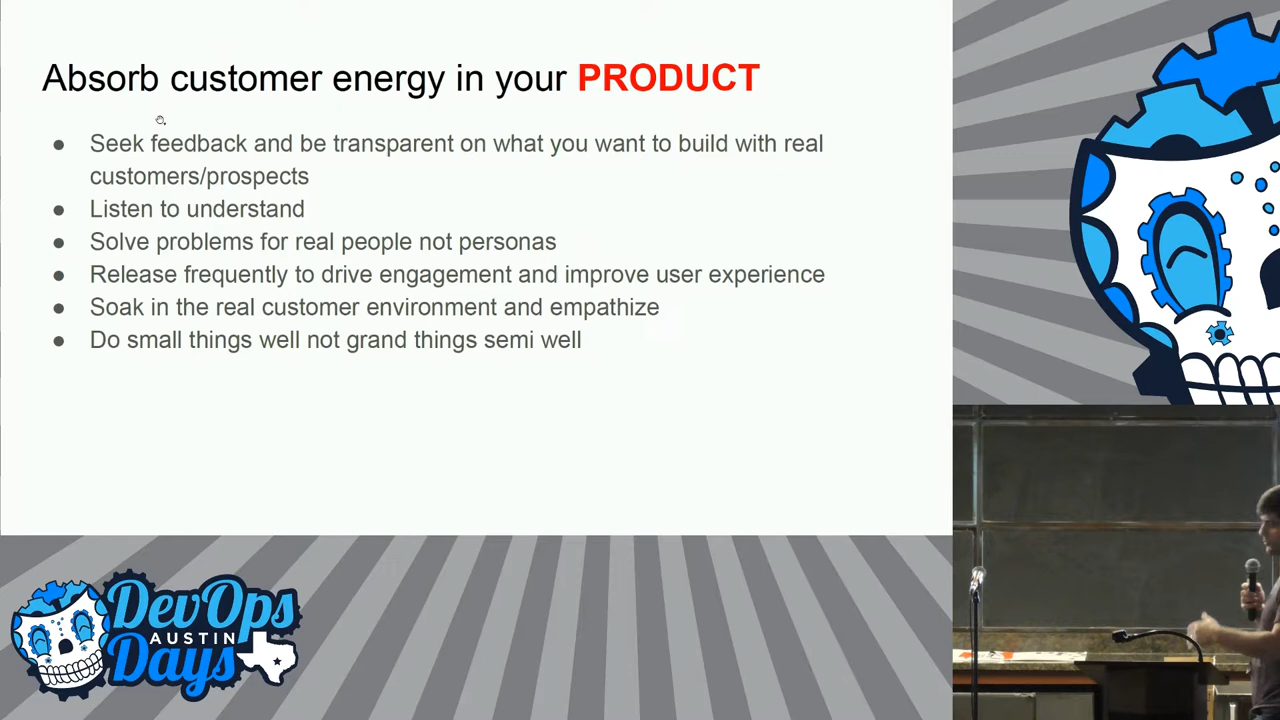 Absorb customer energy in your PRODUCT
● Seek feedback and be transparent on what you want to build with real
customers/prospects
● Listen to understand
● Solve problems for real people not personas
● Release frequently to drive engagement and improve user experience
● Soak in the real customer environment and empathize
● Do small things well not grand things semi well
DevOps
AUSTIN
Days